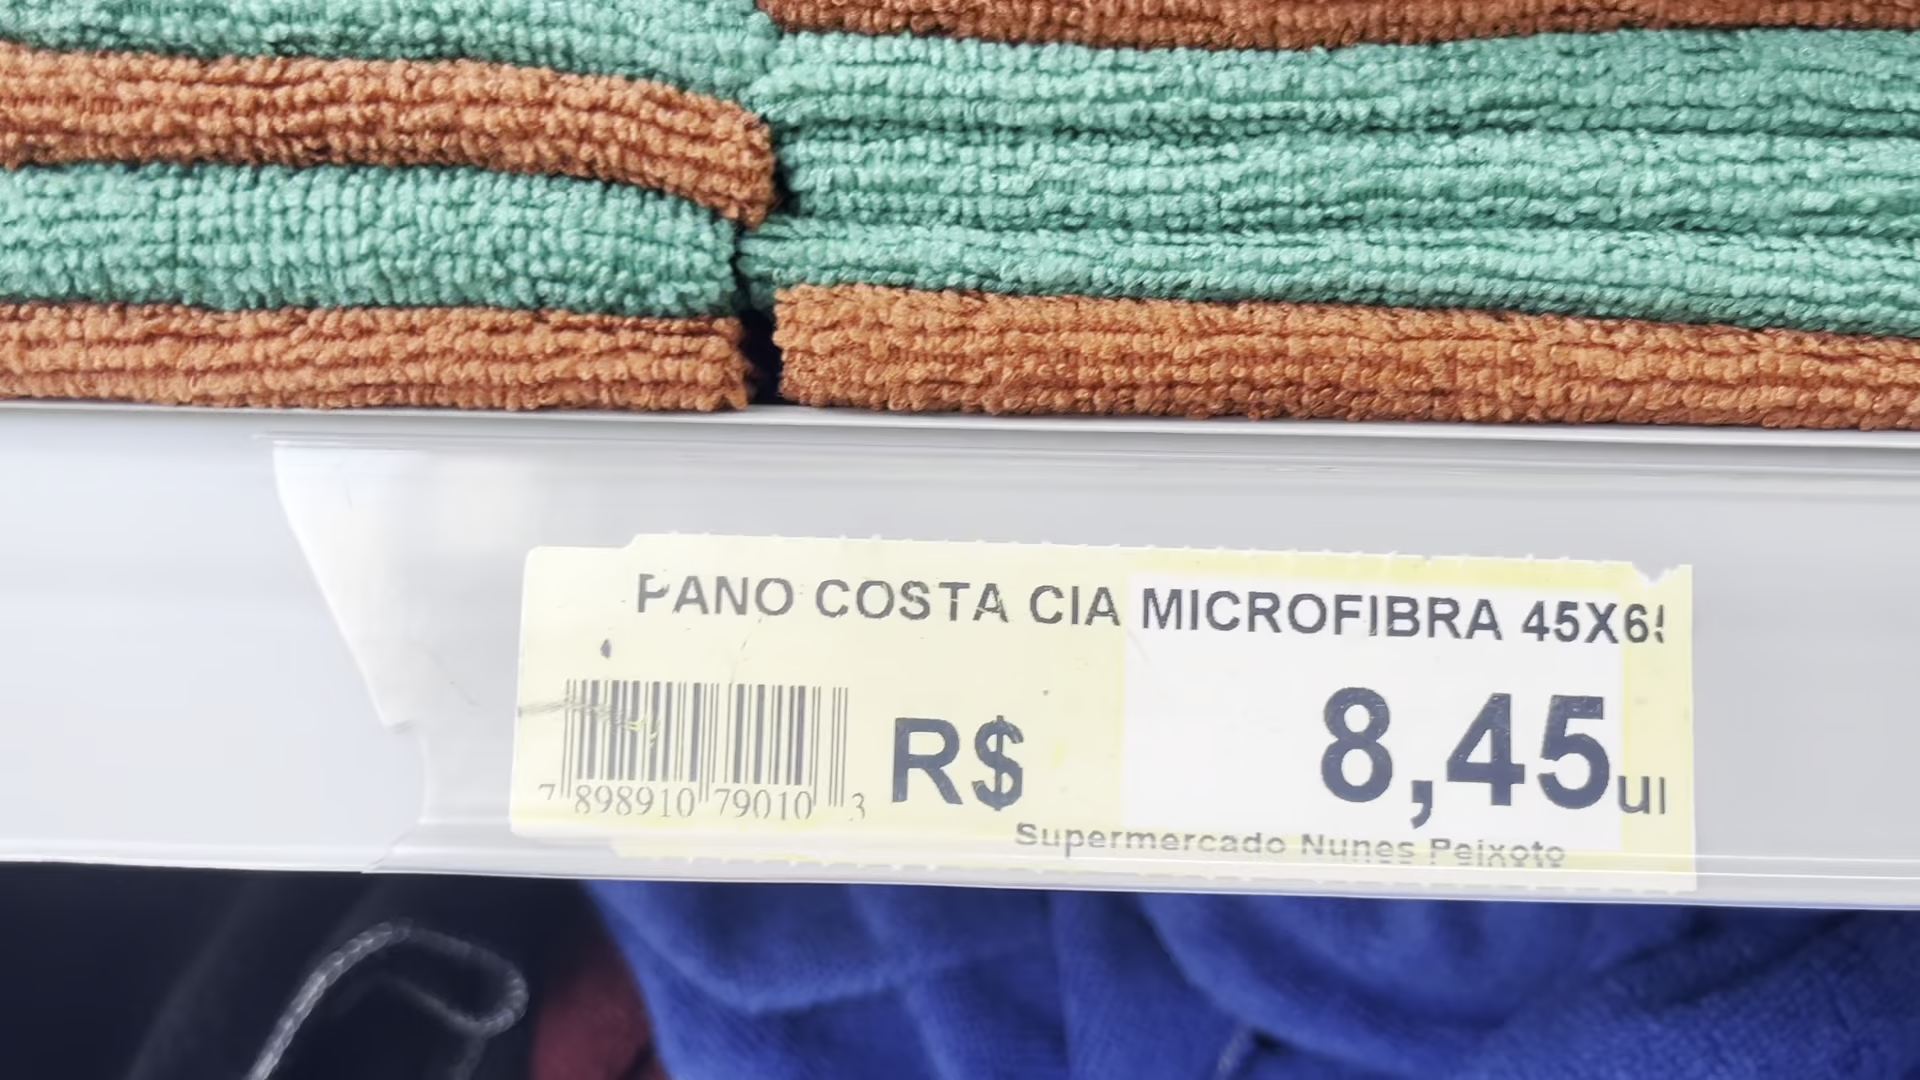 PANO COSTA CIA MICROFIBRA 45X6
7 898910 79010 3
R$ 8,45
Supermercado Nunes Peixoto